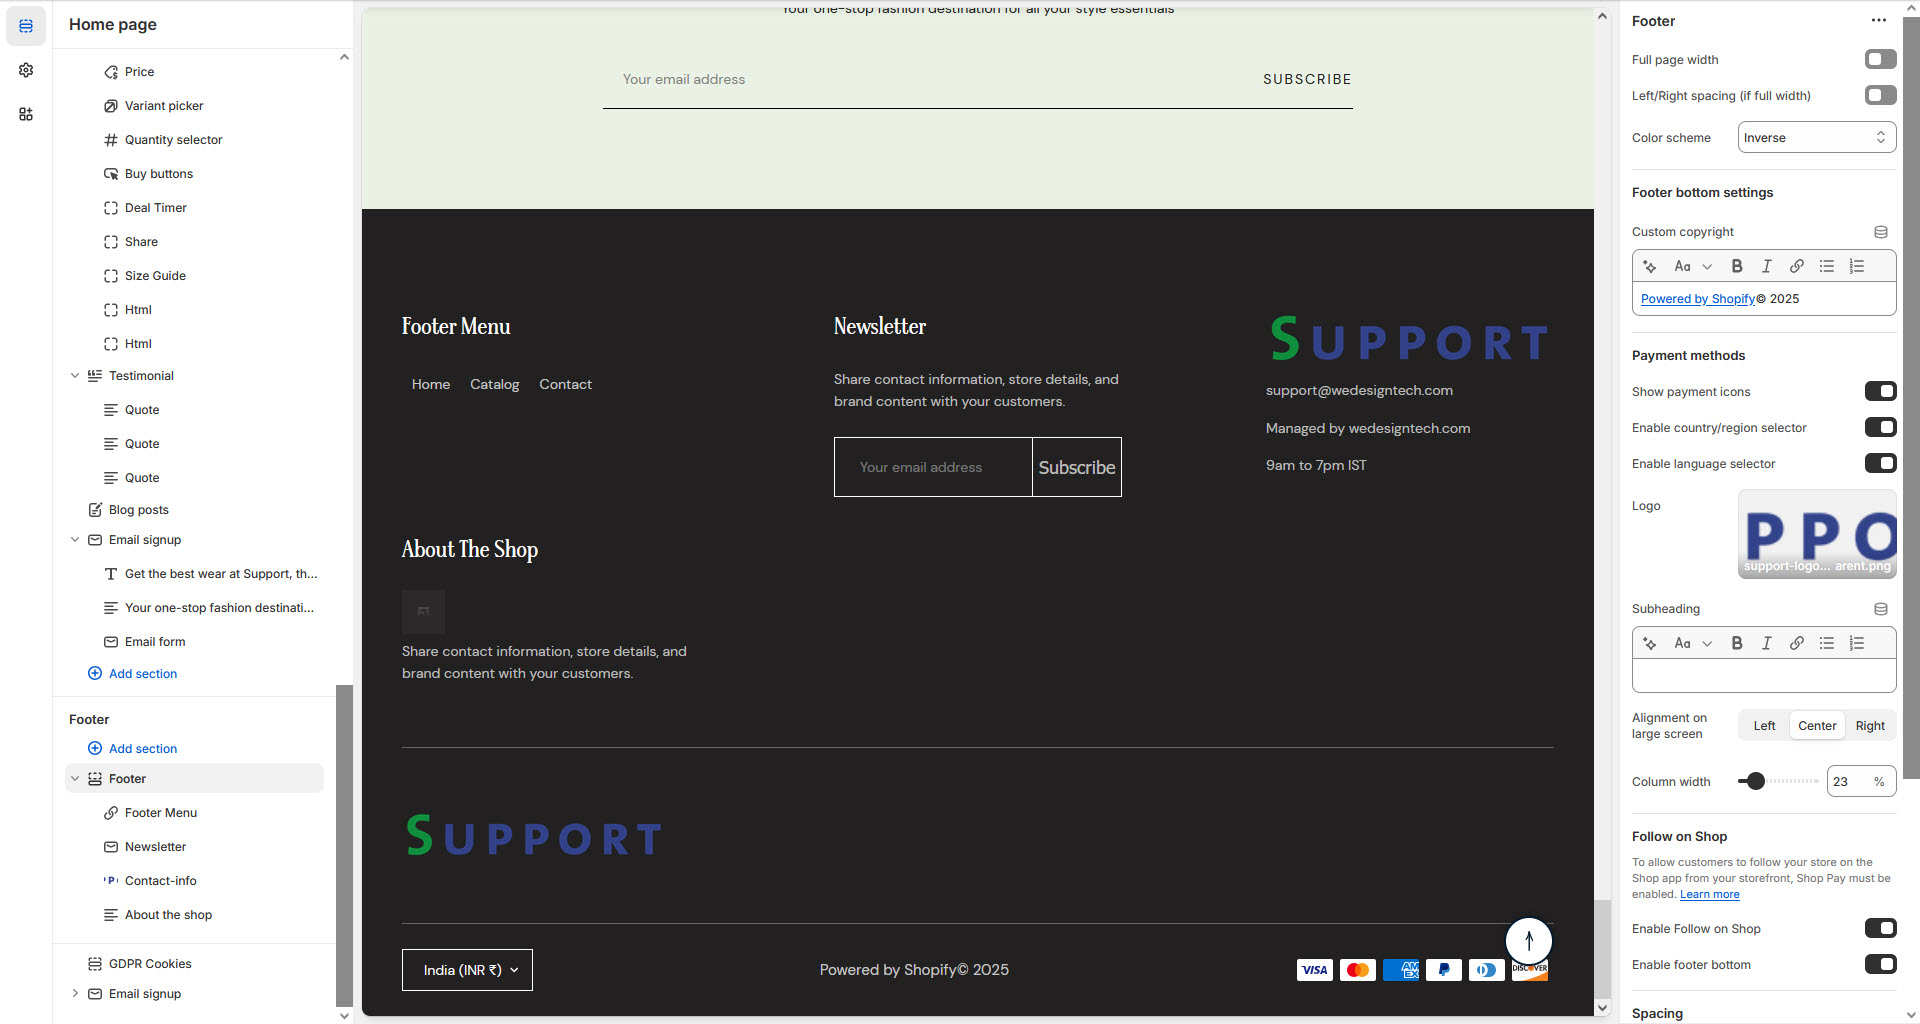 Home page
Price
Variant picker
Quantity selector
Buy buttons
Deal Timer
Share
Size Guide
Html
Html
Testimonial
Quote
Quote
Quote
Blog posts
Email signup
Get the best wear at Support, th...
Your one-stop fashion destinati...
Email form
Add section
Footer
Add section
Footer
Footer Menu
Newsletter
Contact-info
About the shop
GDPR Cookies
Email signup
Your one-stop fashion destination for all your style essentials
Your email address SUBSCRIBE
Footer Menu
Home Catalog Contact
Newsletter
Share contact information, store details, and
brand content with your customers.
Your email address Subscribe
SUPPORT
support@wedesigntech.com
Managed by wedesigntech.com
9am to 7pm IST
About The Shop
Share contact information, store details, and
brand content with your customers.
SUPPORT
India (INR ₹)
Powered by Shopify© 2025
VISA
AMEX
DISCOVER
Footer
Full page width
Left/Right spacing (if full width)
Color scheme Inverse
Footer bottom settings
Custom copyright
Aa B I
Powered by Shopify© 2025
Payment methods
Show payment icons
Enable country/region selector
Enable language selector
Logo
PPO
support-logo... arent.png
Subheading
Aa B I
Alignment on
large screen
Left Center Right
Column width 23 %
Follow on Shop
To allow customers to follow your store on the
Shop app from your storefront, Shop Pay must be
enabled. Learn more
Enable Follow on Shop
Enable footer bottom
Spacing